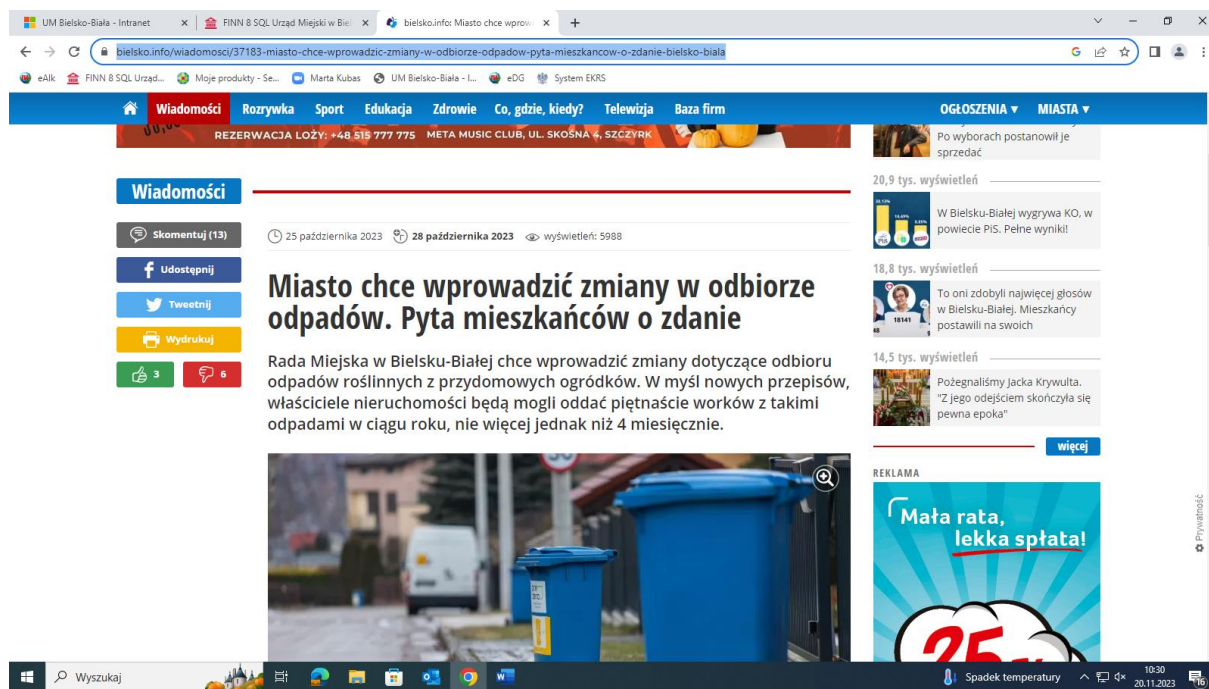 UM Bielsko-Biała - Intranet
FINN 8 SQL Urząd Miejski w Biel
bielsko.info: Miasto chce wprow
bielsko.info/wiadomosci/37183-miasto-chce-wprowadzic-zmiany-w-odbiorze-odpadow-pyta-mieszkancow-o-zdanie-bielsko-biala
eAlk
FINN 8 SQL Urząd...
Moje produkty - Se...
Marta Kubas
UM Bielsko-Biała - I...
eDG
System EKRS
Wiadomości Rozrywka Sport Edukacja Zdrowie Co, gdzie, kiedy? Telewizja Baza firm OGŁOSZENIA ▾ MIASTA ▾
REZERWACJA LOŻY: +48 515 777 775 META MUSIC CLUB, UL. SKOŚNA 4, SZCZYRK
Wiadomości
Skomentuj (13)
Udostępnij
Tweetnij
Wydrukuj
3
6
25 października 2023 28 października 2023 wyświetleń: 5988
Miasto chce wprowadzić zmiany w odbiorze
odpadów. Pyta mieszkańców o zdanie
Rada Miejska w Bielsku-Białej chce wprowadzić zmiany dotyczące odbioru
odpadów roślinnych z przydomowych ogródków. W myśl nowych przepisów,
właściciele nieruchomości będą mogli oddać piętnaście worków z takimi
odpadami w ciągu roku, nie więcej jednak niż 4 miesięcznie.
Po wyborach postanowił je
sprzedać
20,9 tys. wyświetleń
PiS
W Bielsku-Białej wygrywa KO, w
powiecie PiS. Pełne wyniki!
18,8 tys. wyświetleń
18141
To oni zdobyli najwięcej głosów
w Bielsku-Białej. Mieszkańcy
postawili na swoich
14,5 tys. wyświetleń
Pożegnaliśmy Jacka Krywulta.
"Z jego odejściem skończyła się
pewna epoka"
więcej
REKLAMA
Mała rata,
lekka spłata!
Prywatność
Wyszukaj
Spadek temperatury
10:30
20.11.2023
16